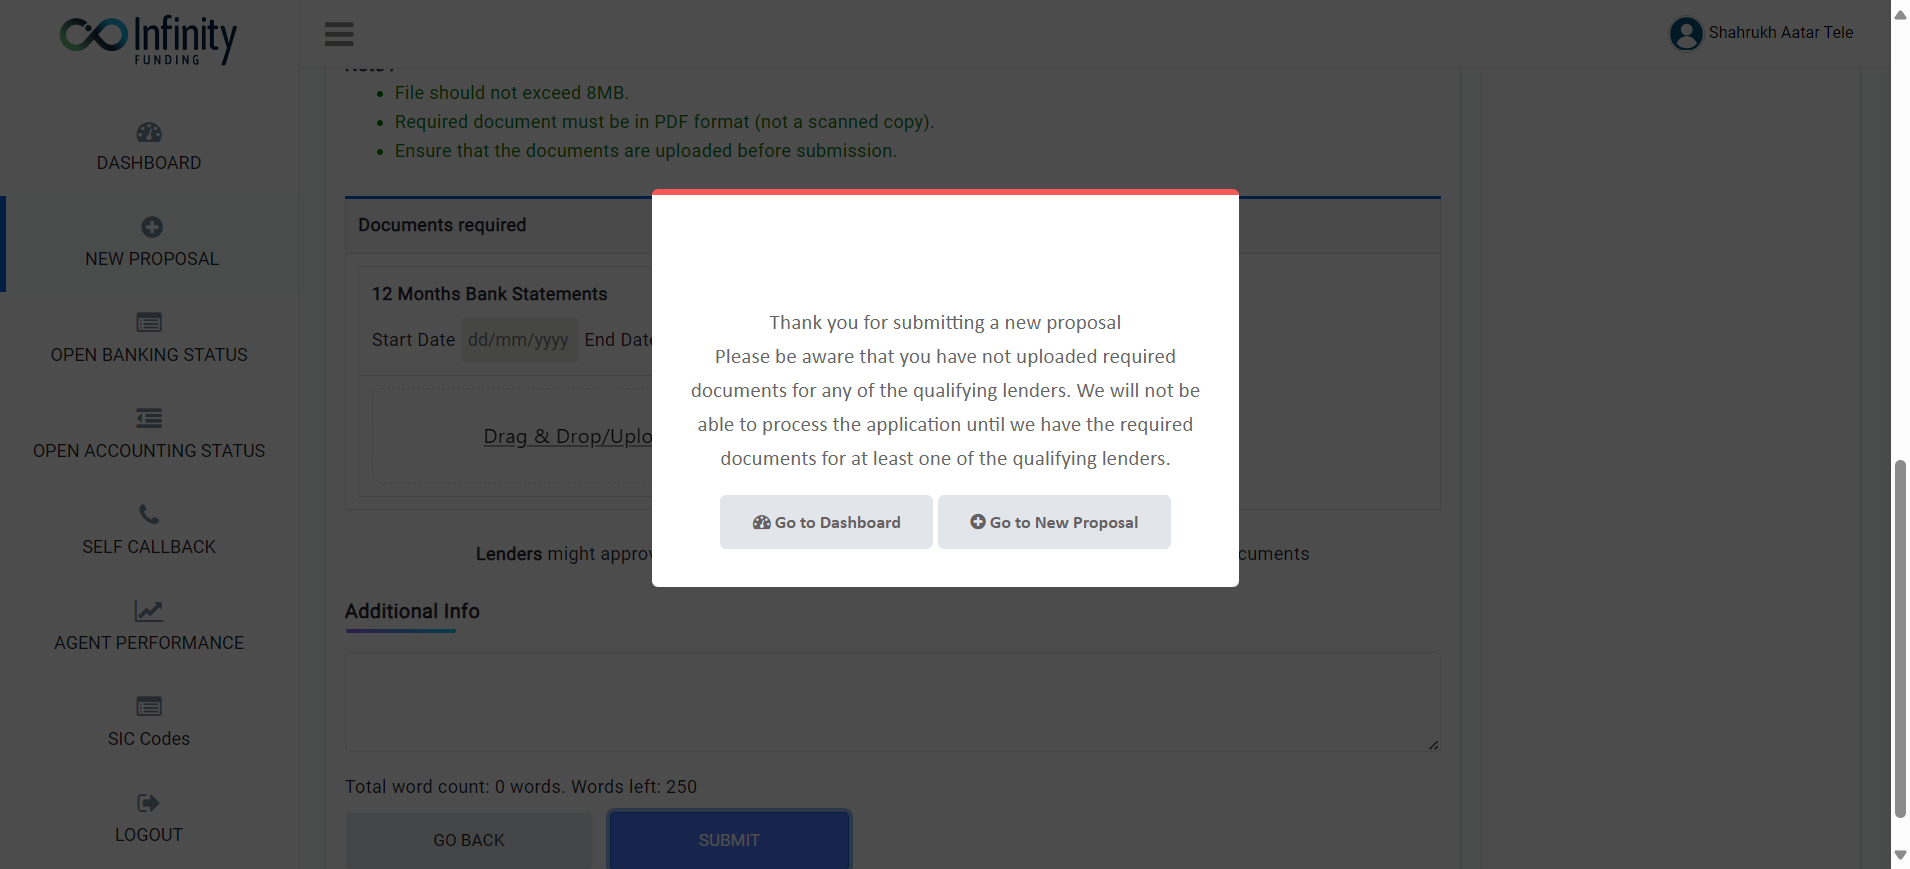 Infinity
FUNDING
Shahrukh Aatar Tele
DASHBOARD
NEW PROPOSAL
OPEN BANKING STATUS
OPEN ACCOUNTING STATUS
SELF CALLBACK
AGENT PERFORMANCE
SIC Codes
LOGOUT
File should not exceed 8MB.
Required document must be in PDF format (not a scanned copy).
Ensure that the documents are uploaded before submission.
Documents required
12 Months Bank Statements
Start Date dd/mm/yyyy End Date
Drag & Drop/Uplo
Thank you for submitting a new proposal
Please be aware that you have not uploaded required
documents for any of the qualifying lenders. We will not be
able to process the application until we have the required
documents for at least one of the qualifying lenders.
Go to Dashboard
Go to New Proposal
Lenders might approv
cuments
Additional Info
Total word count: 0 words. Words left: 250
GO BACK
SUBMIT